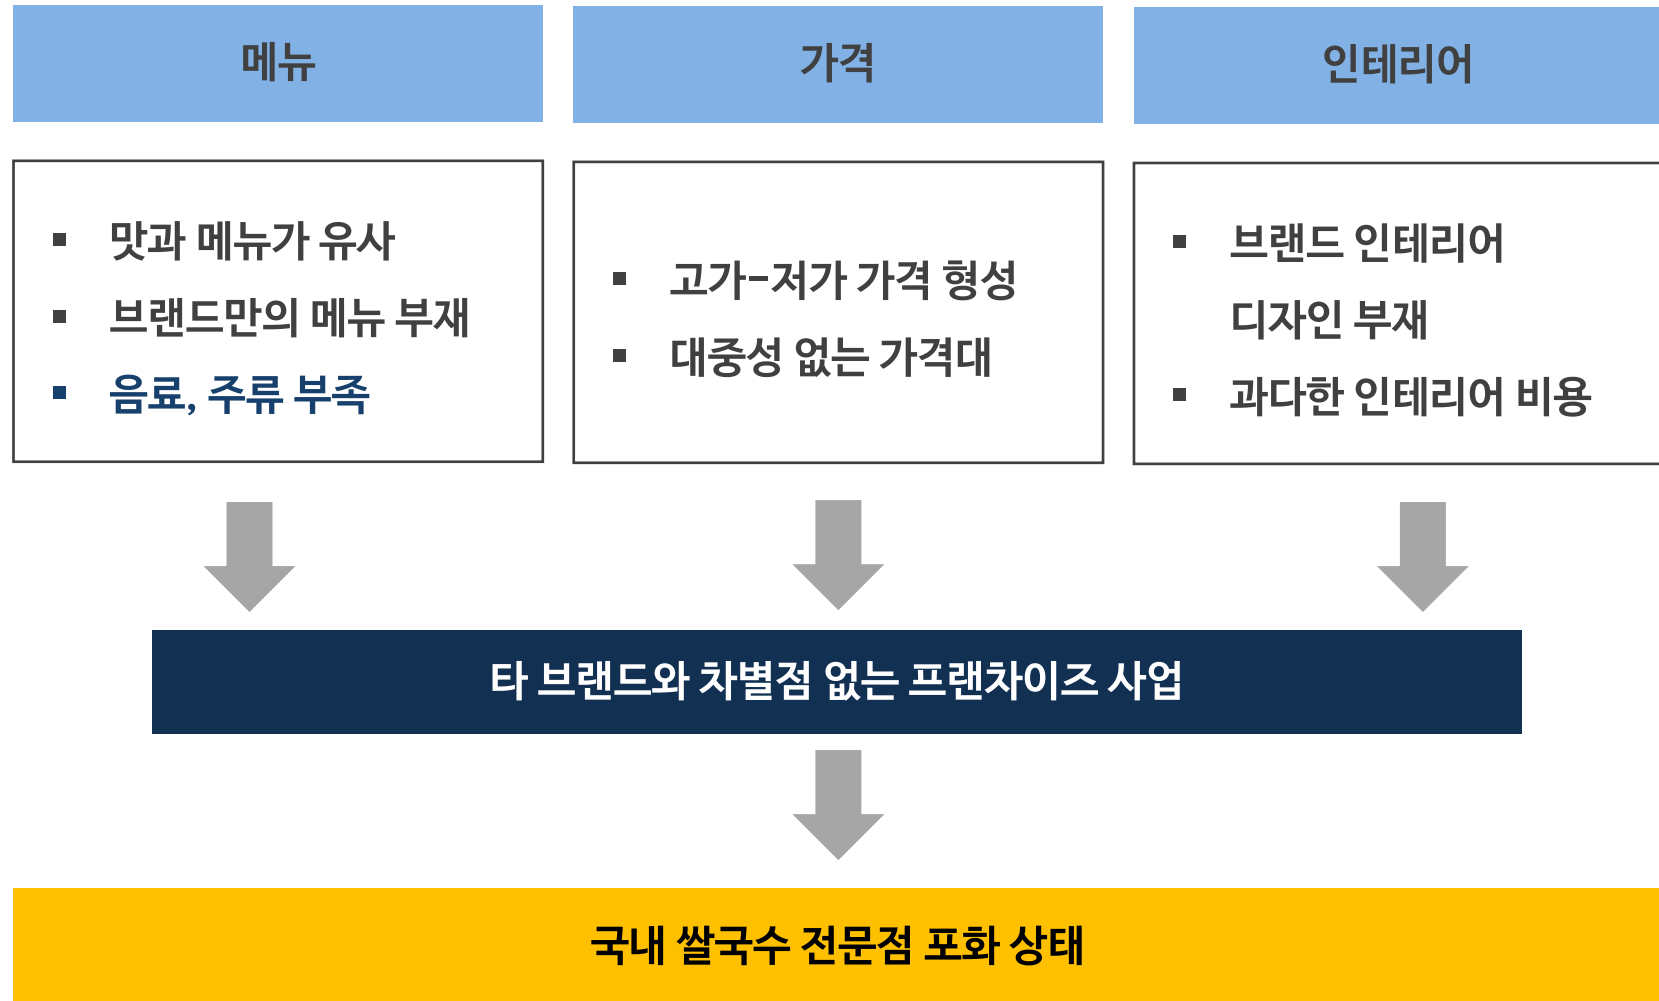 메뉴
가격
인테리어
▪ 맛과 메뉴가 유사
▪ 브랜드만의 메뉴 부재
▪ 음료, 주류 부족
▪ 고가-저가 가격 형성
▪ 대중성 없는 가격대
▪ 브랜드 인테리어
디자인 부재
▪ 과다한 인테리어 비용
타 브랜드와 차별점 없는 프랜차이즈 사업
국내 쌀국수 전문점 포화 상태